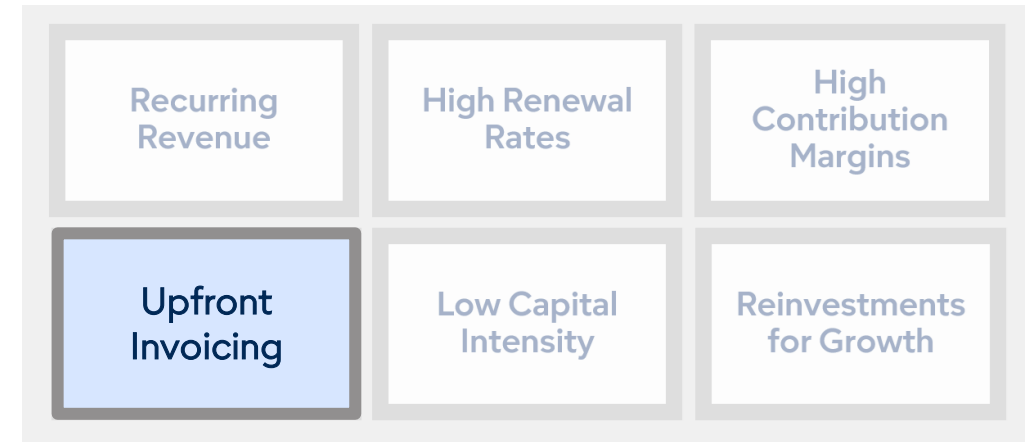 Recurring
Revenue
High Renewal
Rates
High
Contribution
Margins
Upfront
Invoicing
Low Capital
Intensity
Reinvestments
for Growth